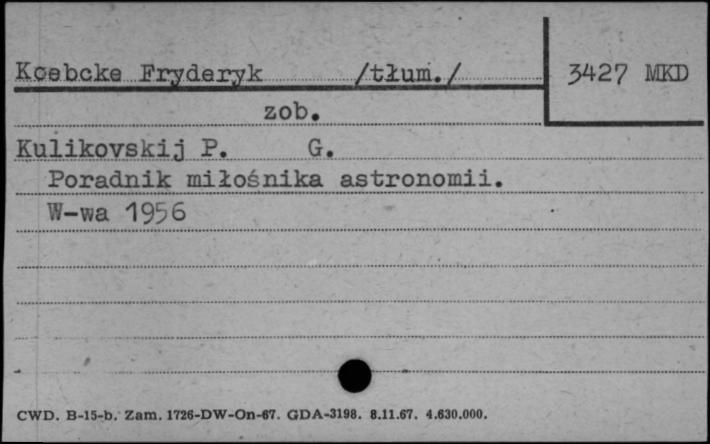 Koebcke Fryderyk /tłum./ 3427 MKD
zob.
Kulikovskij P. G.
Poradnik miłośnika astronomii.
W-wa 1956
CWD. B-15-b. Zam. 1726-DW-On-67. GDA-3198. 8.11.67. 4.630.000.